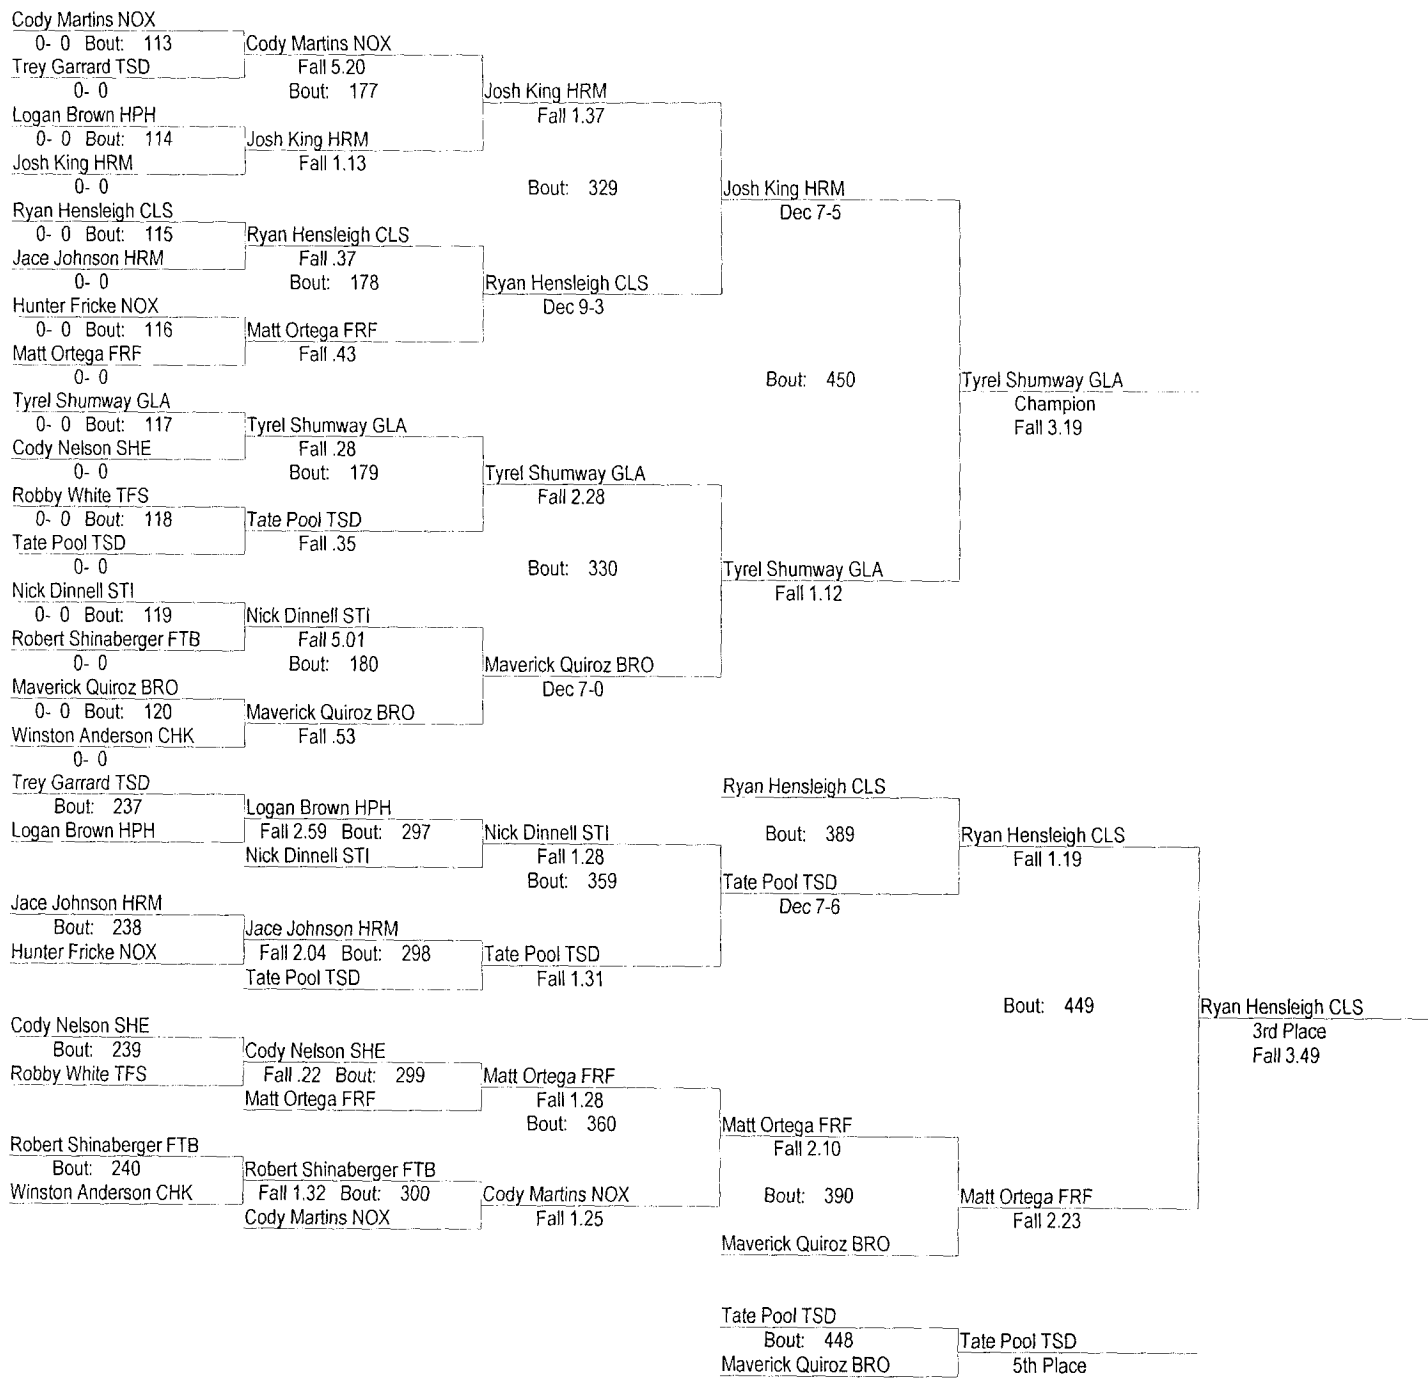 Cody Martins NOX
0- 0 Bout: 113
Trey Garrard TSD
0- 0
Logan Brown HPH
0- 0 Bout: 114
Josh King HRM
0- 0
Ryan Hensleigh CLS
0- 0 Bout: 115
Jace Johnson HRM
0- 0
Hunter Fricke NOX
0- 0 Bout: 116
Matt Ortega FRF
0- 0
Tyrel Shumway GLA
0- 0 Bout: 117
Cody Nelson SHE
0- 0
Robby White TFS
0- 0 Bout: 118
Tate Pool TSD
0- 0
Nick Dinnell STI
0- 0 Bout: 119
Robert Shinaberger FTB
0- 0
Maverick Quiroz BRO
0- 0 Bout: 120
Winston Anderson CHK
0- 0
Cody Martins NOX
Fall 5.20
Bout: 177
Josh King HRM
Fall 1.13
Ryan Hensleigh CLS
Fall .37
Bout: 178
Matt Ortega FRF
Fall .43
Tyrel Shumway GLA
Fall .28
Bout: 179
Tate Pool TSD
Fall .35
Nick Dinnell STI
Fall 5.01
Bout: 180
Maverick Quiroz BRO
Fall .53
Josh King HRM
Fall 1.37
Bout: 329
Ryan Hensleigh CLS
Dec 9-3
Tyrel Shumway GLA
Fall 2.28
Bout: 330
Maverick Quiroz BRO
Dec 7-0
Josh King HRM
Dec 7-5
Bout: 450
Tyrel Shumway GLA
Fall 1.12
Tyrel Shumway GLA
Champion
Fall 3.19
Trey Garrard TSD
Bout: 237
Logan Brown HPH
Jace Johnson HRM
Bout: 238
Hunter Fricke NOX
Cody Nelson SHE
Bout: 239
Robby White TFS
Robert Shinaberger FTB
Bout: 240
Winston Anderson CHK
Logan Brown HPH
Fall 2.59 Bout: 297
Nick Dinnell STI
Jace Johnson HRM
Fall 2.04 Bout: 298
Tate Pool TSD
Cody Nelson SHE
Fall .22 Bout: 299
Matt Ortega FRF
Robert Shinaberger FTB
Fall 1.32 Bout: 300
Cody Martins NOX
Nick Dinnell STI
Fall 1.28
Bout: 359
Tate Pool TSD
Fall 1.31
Matt Ortega FRF
Fall 1.28
Bout: 360
Cody Martins NOX
Fall 1.25
Ryan Hensleigh CLS
Bout: 389
Tate Pool TSD
Dec 7-6
Matt Ortega FRF
Fall 2.10
Bout: 390
Maverick Quiroz BRO
Ryan Hensleigh CLS
Fall 1.19
Bout: 449
Matt Ortega FRF
Fall 2.23
Ryan Hensleigh CLS
3rd Place
Fall 3.49
Tate Pool TSD
Bout: 448
Maverick Quiroz BRO
Tate Pool TSD
5th Place